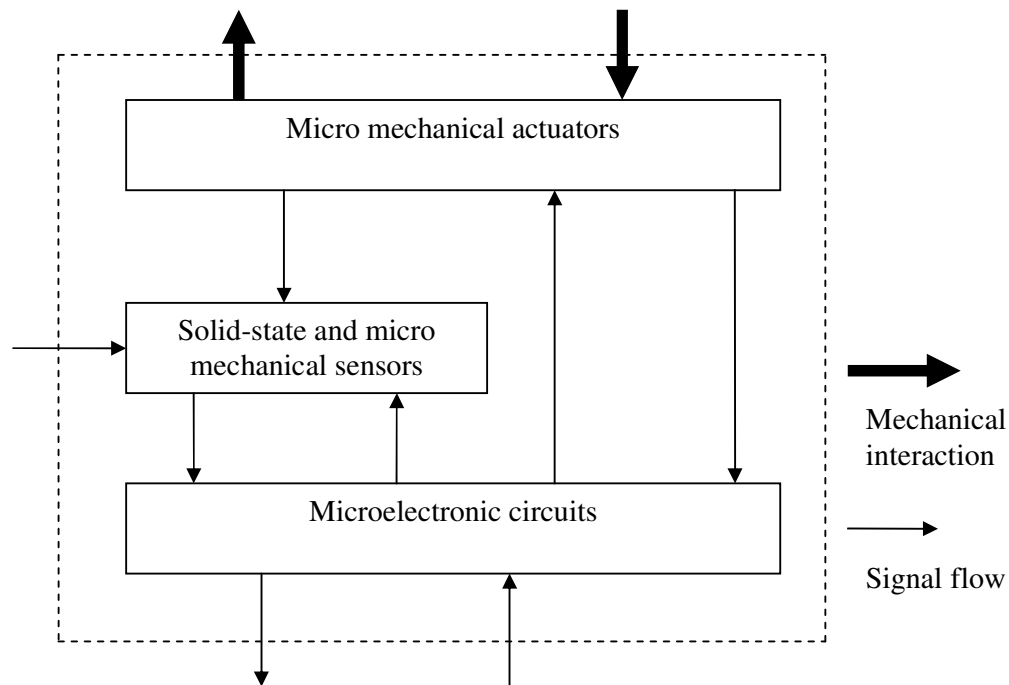 Micro mechanical actuators
Solid-state and micro
mechanical sensors
Microelectronic circuits
Mechanical
interaction
Signal flow